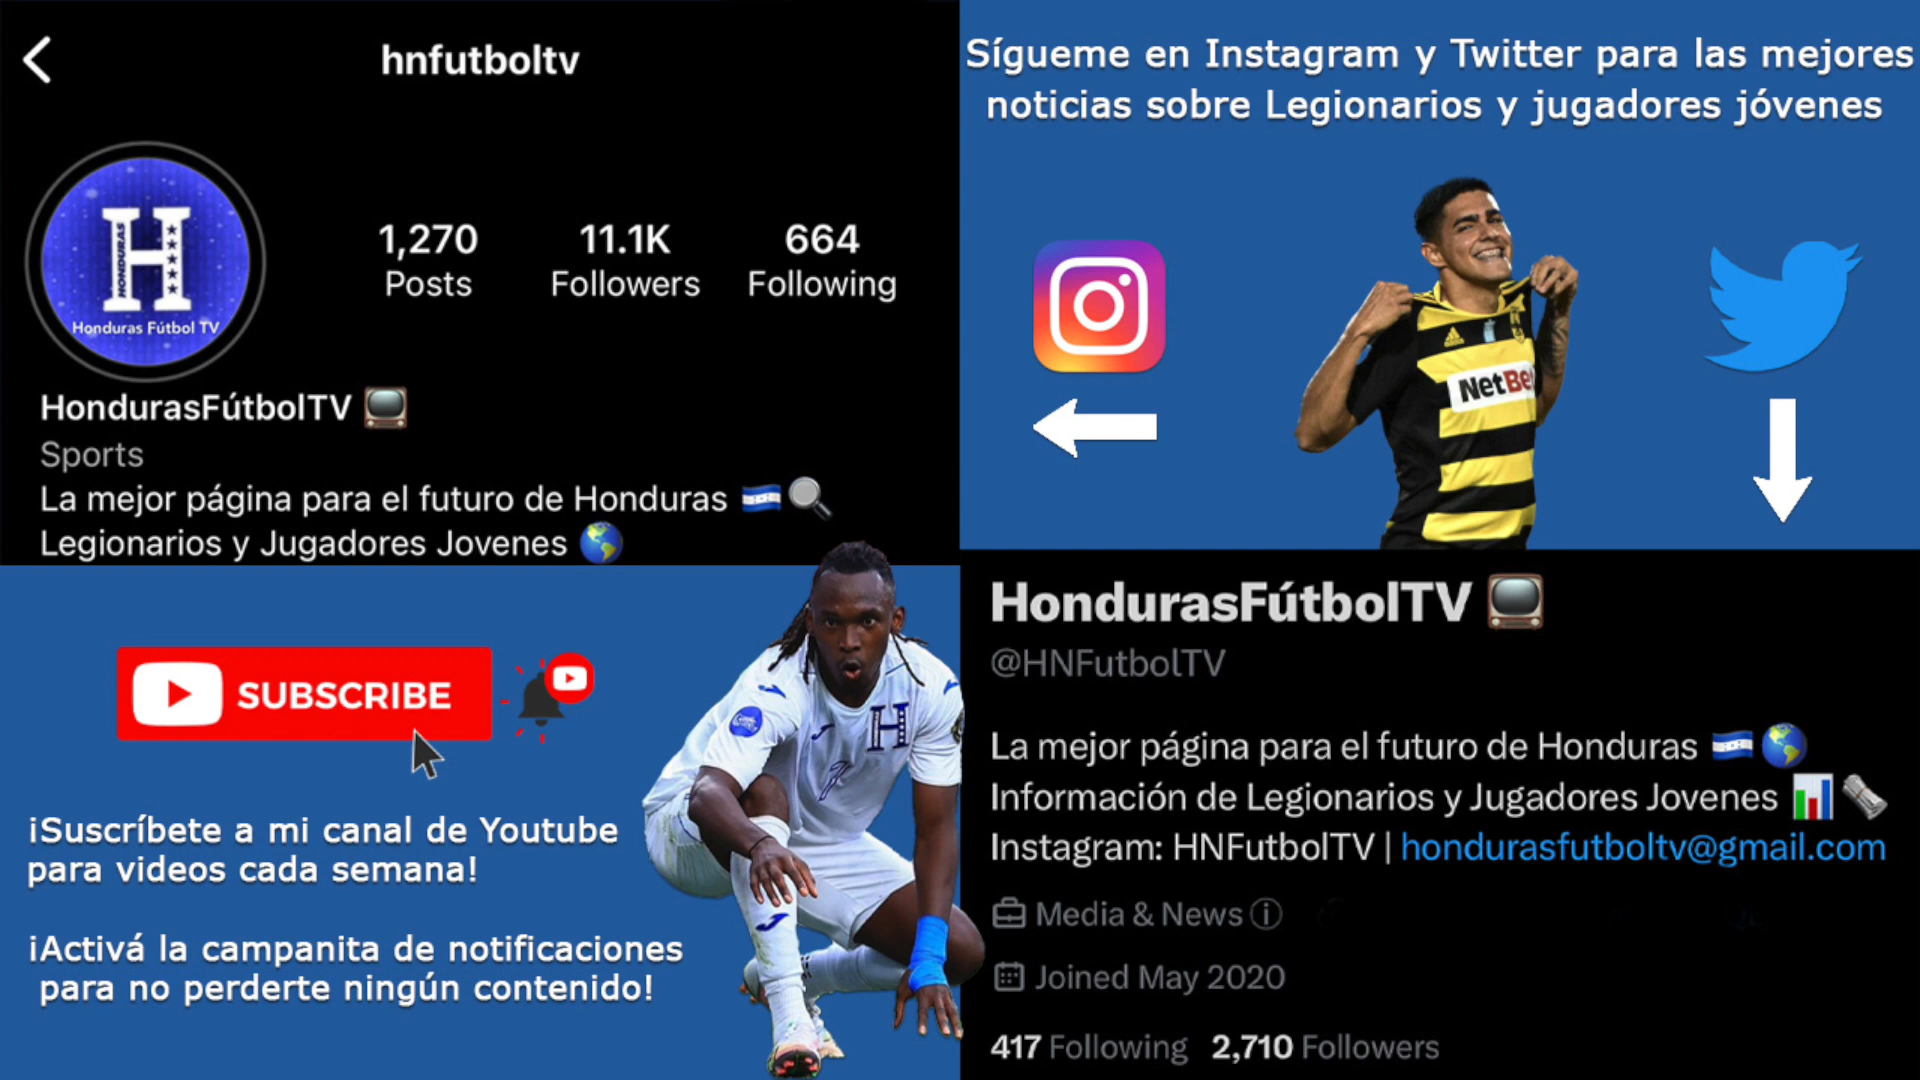 hnfutboltv
HONDURAS
Honduras Fútbol TV
1,270
Posts
11.1K
Followers
664
Following
HondurasFútbolTV
Sports
La mejor página para el futuro de Honduras
Legionarios y Jugadores Jovenes
Sígueme en Instagram y Twitter para las mejores
noticias sobre Legionarios y jugadores jóvenes
NetBe
SUBSCRIBE
¡Suscríbete a mi canal de Youtube
para videos cada semana!
¡Activá la campanita de notificaciones
para no perderte ningún contenido!
H
7
HondurasFútbolTV
@HNFutbolTV
La mejor página para el futuro de Honduras
Información de Legionarios y Jugadores Jovenes
Instagram: HNFutbolTV | hondurasfutboltv@gmail.com
Media & News
Joined May 2020
417 Following 2,710 Followers